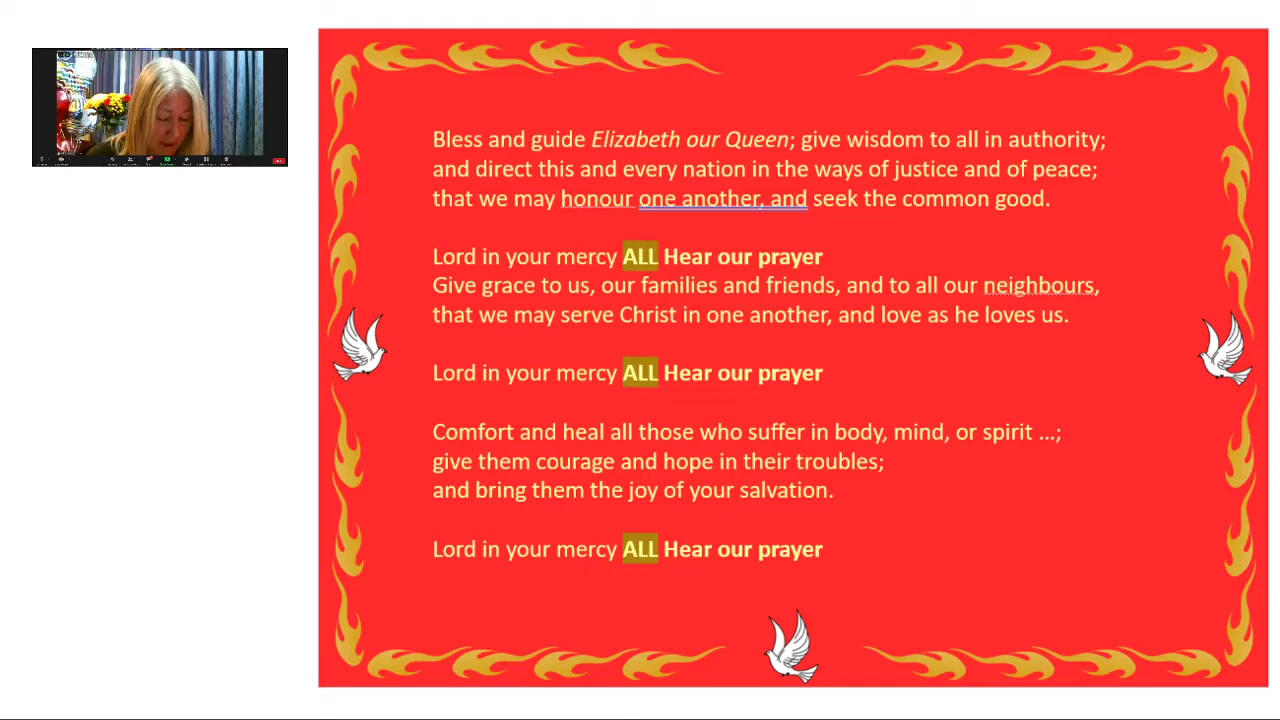 Bless and guide Elizabeth our Queen; give wisdom to all in authority;
and direct this and every nation in the ways of justice and of peace;
that we may honour one another, and seek the common good.
Lord in your mercy ALL Hear our prayer
Give grace to us, our families and friends, and to all our neighbours,
that we may serve Christ in one another, and love as he loves us.
Lord in your mercy ALL Hear our prayer
Comfort and heal all those who suffer in body, mind, or spirit …;
give them courage and hope in their troubles;
and bring them the joy of your salvation.
Lord in your mercy ALL Hear our prayer